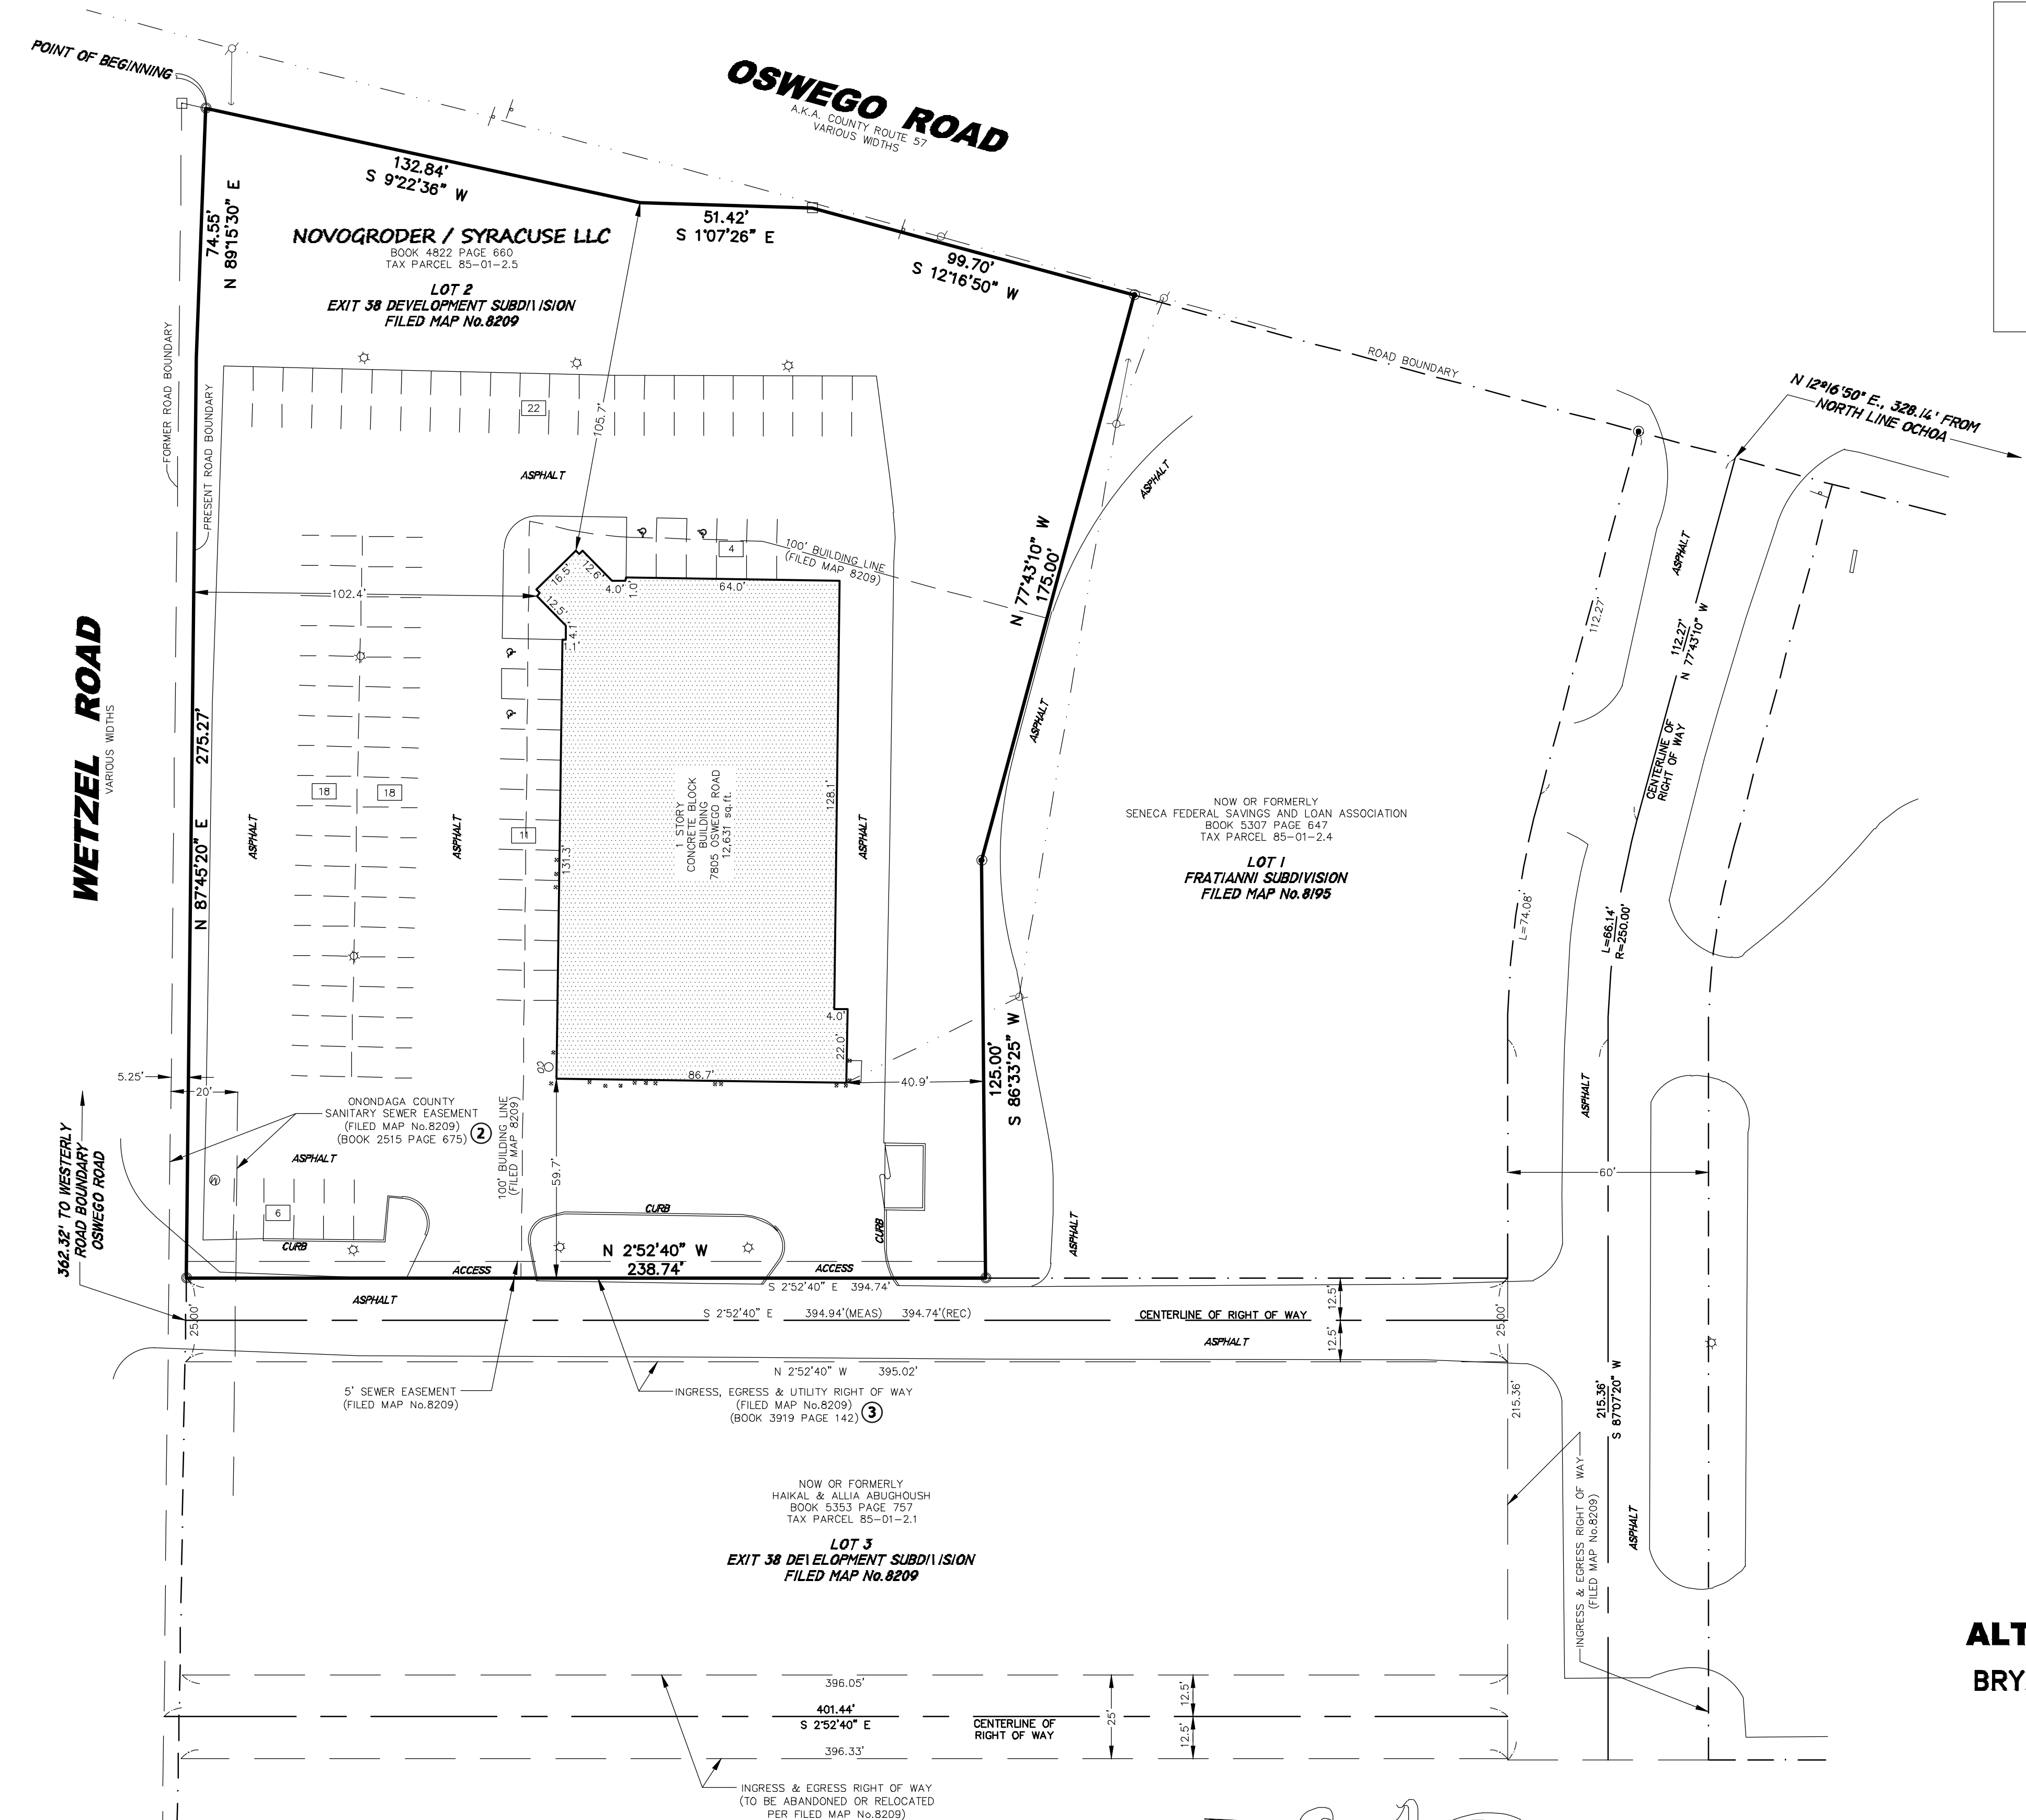 POINT OF BEGINNING
OSWEGO ROAD
A.K.A. COUNTY ROUTE 57
VARIOUS WIDTHS
132.84'
S 9°22'36" W
51.42'
S 1°07'26" E
99.70'
S 12°16'50" W
74.55'
N 89°15'30" E
NOVOGRODER / SYRACUSE LLC
BOOK 4822 PAGE 660
TAX PARCEL 85-01-2.5
LOT 2
EXIT 38 DEVELOPMENT SUBDIVISION
FILED MAP No.8209
ROAD BOUNDARY
N 12°16'50" E., 328.14' FROM
NORTH LINE OCHOA
FORMER ROAD BOUNDARY
PRESENT ROAD BOUNDARY
22
105.7'
ASPHALT
ASPHALT
ASPHALT
4
100' BUILDING LINE
(FILED MAP 8209)
N 77°43'10" W
175.00'
102.4'
16.5'
12.6'
4.0'
1.0'
64.0'
12.5'
4.1'
1.1'
112.27'
112.27'
N 77°43'10" W
WETZEL ROAD
VARIOUS WIDTHS
N 87°45'20" E 275.27'
ASPHALT
18
18
ASPHALT
11
131.3'
1 STORY
CONCRETE BLOCK
BUILDING
7805 OSWEGO ROAD
12,631 sq.ft.
128.1'
ASPHALT
ASPHALT
CENTERLINE OF
RIGHT OF WAY
NOW OR FORMERLY
SENECA FEDERAL SAVINGS AND LOAN ASSOCIATION
BOOK 5307 PAGE 647
TAX PARCEL 85-01-2.4
LOT 1
FRATIANNI SUBDIVISION
FILED MAP No.8195
L=74.08'
L=66.14'
R=250.00'
4.0'
22.0'
86.7'
40.9'
125.00'
S 86°33'25" W
5.25'
20'
ONONDAGA COUNTY
SANITARY SEWER EASEMENT
(FILED MAP No.8209)
(BOOK 2515 PAGE 675) 2
100' BUILDING LINE
(FILED MAP 8209)
59.7'
ASPHALT
ASPHALT
60'
362.32' TO WESTERLY
ROAD BOUNDARY
OSWEGO ROAD
6
CURB
CURB
CURB
ASPHALT
N 2°52'40" W
238.74'
ACCESS
ACCESS
S 2°52'40" E 394.74'
ASPHALT
25.00'
S 2°52'40" E 394.94'(MEAS) 394.74'(REC)
CENTERLINE OF RIGHT OF WAY
12.5'
12.5'
25.00'
ASPHALT
N 2°52'40" W 395.02'
5' SEWER EASEMENT
(FILED MAP No.8209)
INGRESS, EGRESS & UTILITY RIGHT OF WAY
(FILED MAP No.8209)
(BOOK 3919 PAGE 142) 3
215.36'
215.36'
S 87°07'20" W
NOW OR FORMERLY
HAIKAL & ALLIA ABUGHOUSH
BOOK 5353 PAGE 757
TAX PARCEL 85-01-2.1
LOT 3
EXIT 38 DEVELOPMENT SUBDIVISION
FILED MAP No.8209
INGRESS & EGRESS RIGHT OF WAY
(FILED MAP No.8209)
ASPHALT
ALT
BRY
396.05'
401.44'
S 2°52'40" E
CENTERLINE OF
RIGHT OF WAY
25'
12.5'
12.5'
396.33'
INGRESS & EGRESS RIGHT OF WAY
(TO BE ABANDONED OR RELOCATED
PER FILED MAP No.8209)